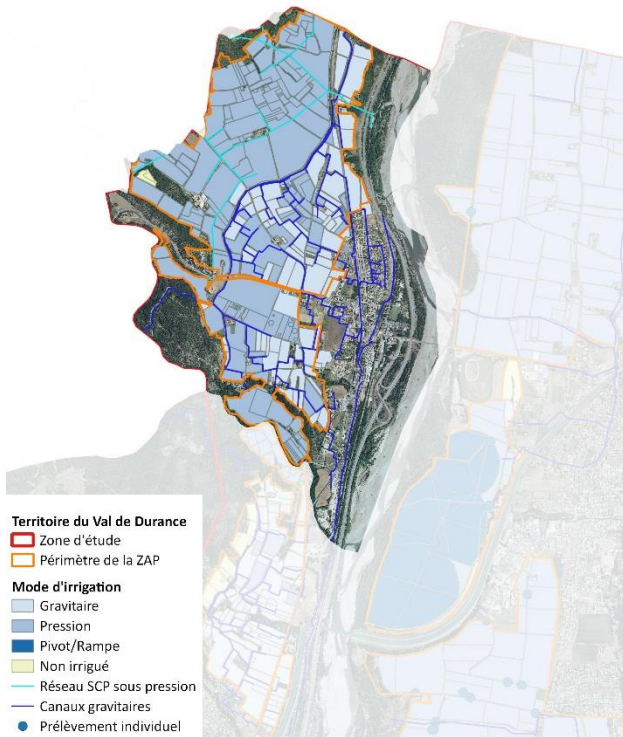 Territoire du Val de Durance
Zone d'étude
Périmètre de la ZAP
Mode d'irrigation
Gravitaire
Pression
Pivot/Rampe
Non irrigué
Réseau SCP sous pression
Canaux gravitaires
Prélèvement individuel